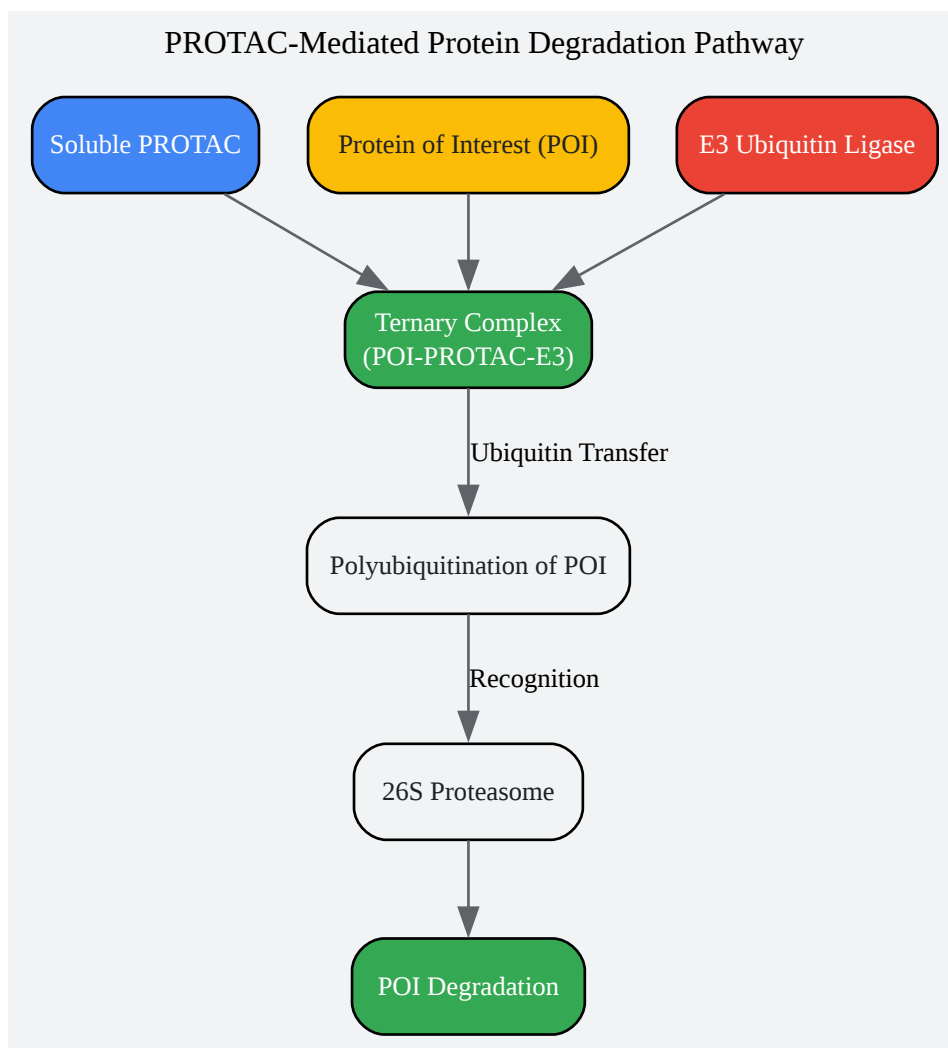 PROTAC-Mediated Protein Degradation Pathway
Soluble PROTAC
Protein of Interest (POI)
E3 Ubiquitin Ligase
Ternary Complex
(POI-PROTAC-E3)
Ubiquitin Transfer
Polyubiquitination of POI
Recognition
26S Proteasome
POI Degradation